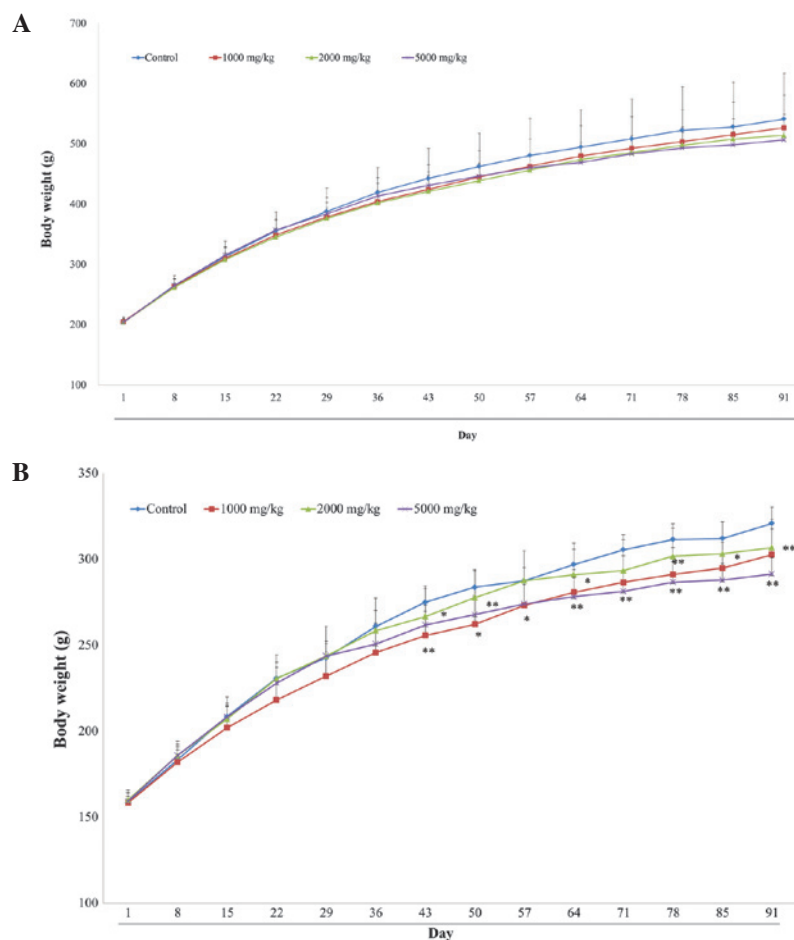 A
700
Control 1000 mg/kg 2000 mg/kg 5000 mg/kg
600
500
400
300
200
100
Body weight (g)
1 8 15 22 29 36 43 50 57 64 71 78 85 91
Day
B
350
Control 1000 mg/kg 2000 mg/kg 5000 mg/kg
300
250
200
150
100
Body weight (g)
** * ** * * * ** ** ** ** * ** ** **
1 8 15 22 29 36 43 50 57 64 71 78 85 91
Day